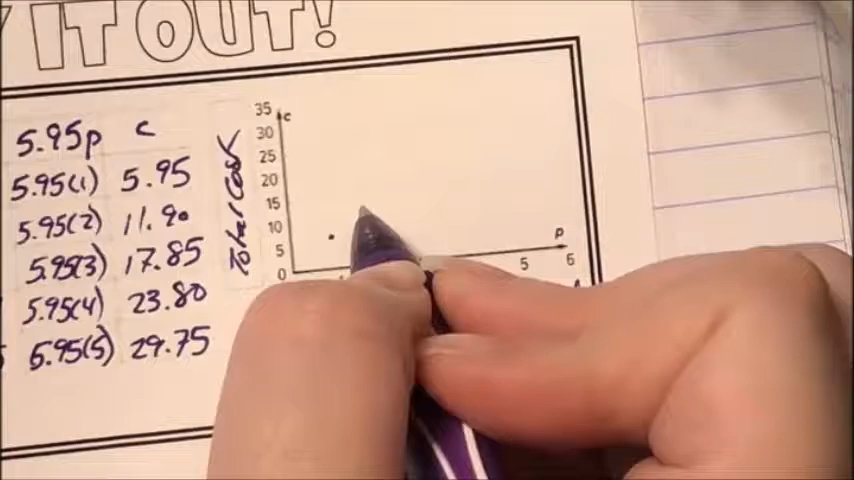 IT OUT!
5.95p c
5.95(1) 5.95
5.95(2) 11.90
5.95(3) 17.85
5.95(4) 23.80
5.95(5) 29.75
Total Cost
35 c
30
25
20
15
10
5
0
5 6
p